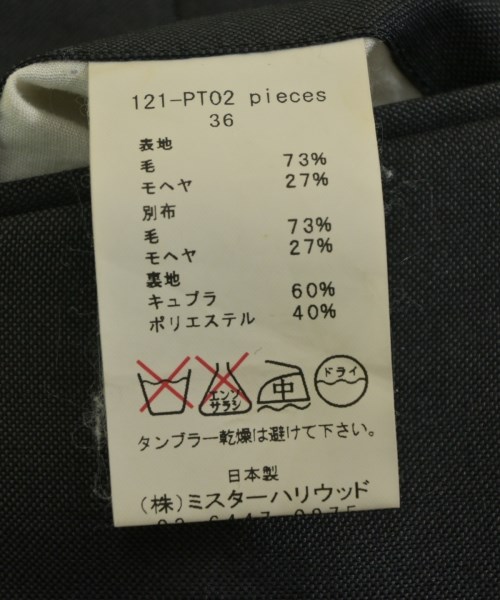 121-PT02 pieces
36
表地
毛 73%
モヘヤ 27%
別布
毛 73%
モヘヤ 27%
裏地
キュプラ 60%
ポリエステル 40%
エンソ
サラシ
中
ドライ
タンブラー乾燥は避けて下さい。
日本製
(株)ミスターハリウッド